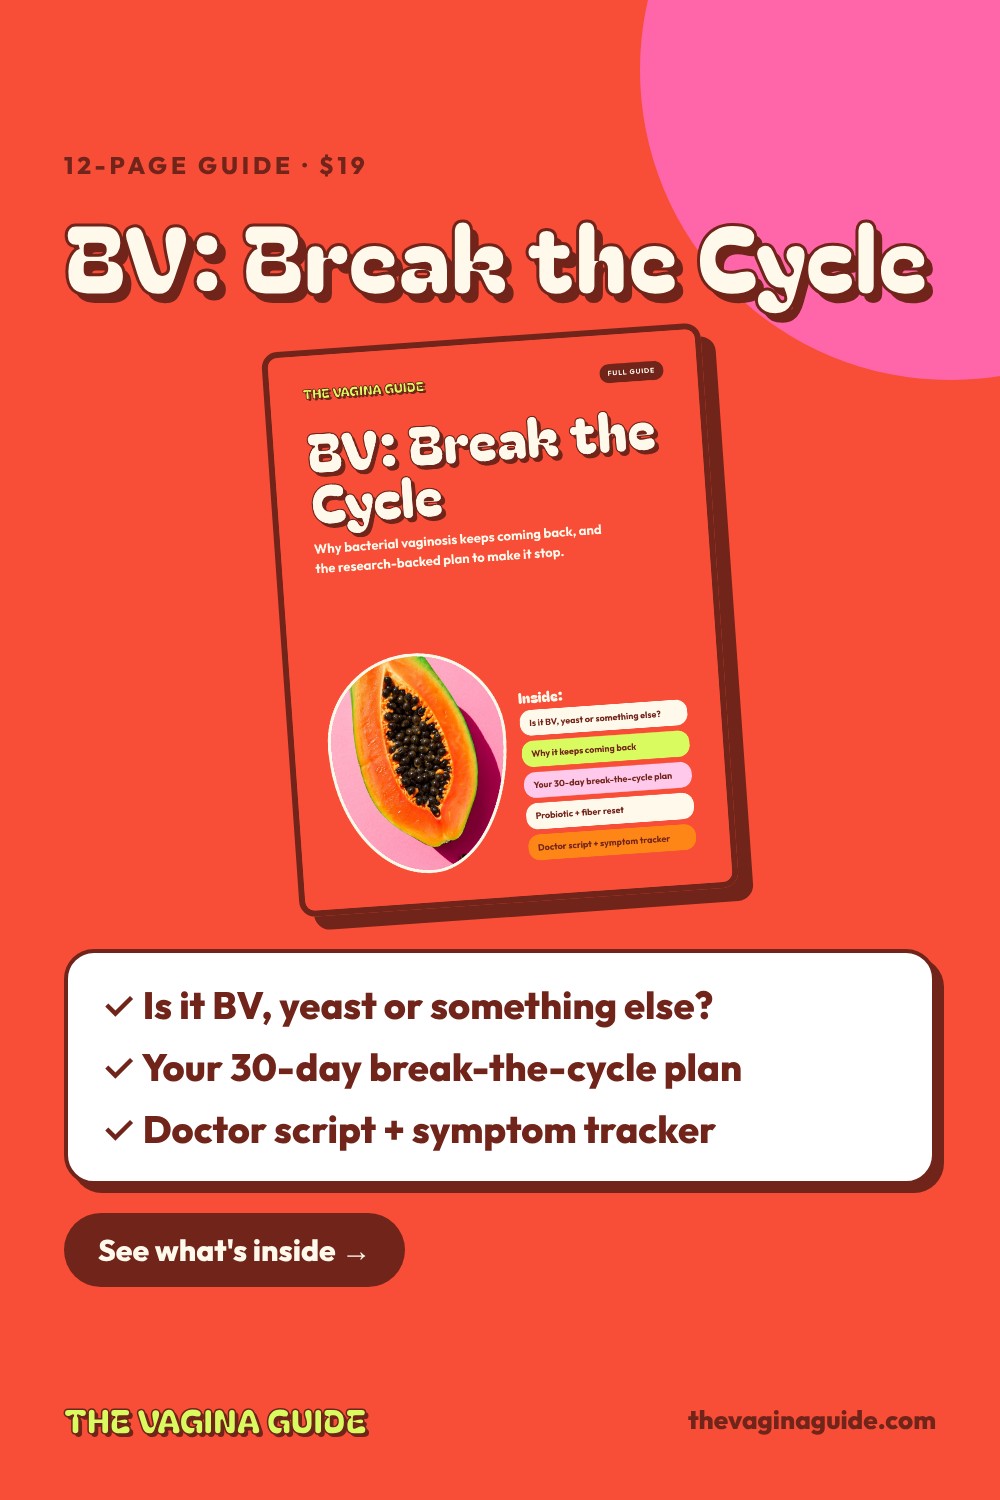 12-PAGE GUIDE · $19
BV: Break the Cycle
THE VAGINA GUIDE
FULL GUIDE
BV: Break the
Cycle
Why bacterial vaginosis keeps coming back, and
the research-backed plan to make it stop.
Inside:
Is it BV, yeast or something else?
Why it keeps coming back
Your 30-day break-the-cycle plan
Probiotic + fiber reset
Doctor script + symptom tracker
✓ Is it BV, yeast or something else?
✓ Your 30-day break-the-cycle plan
✓ Doctor script + symptom tracker
See what's inside →
THE VAGINA GUIDE
thevaginaguide.com